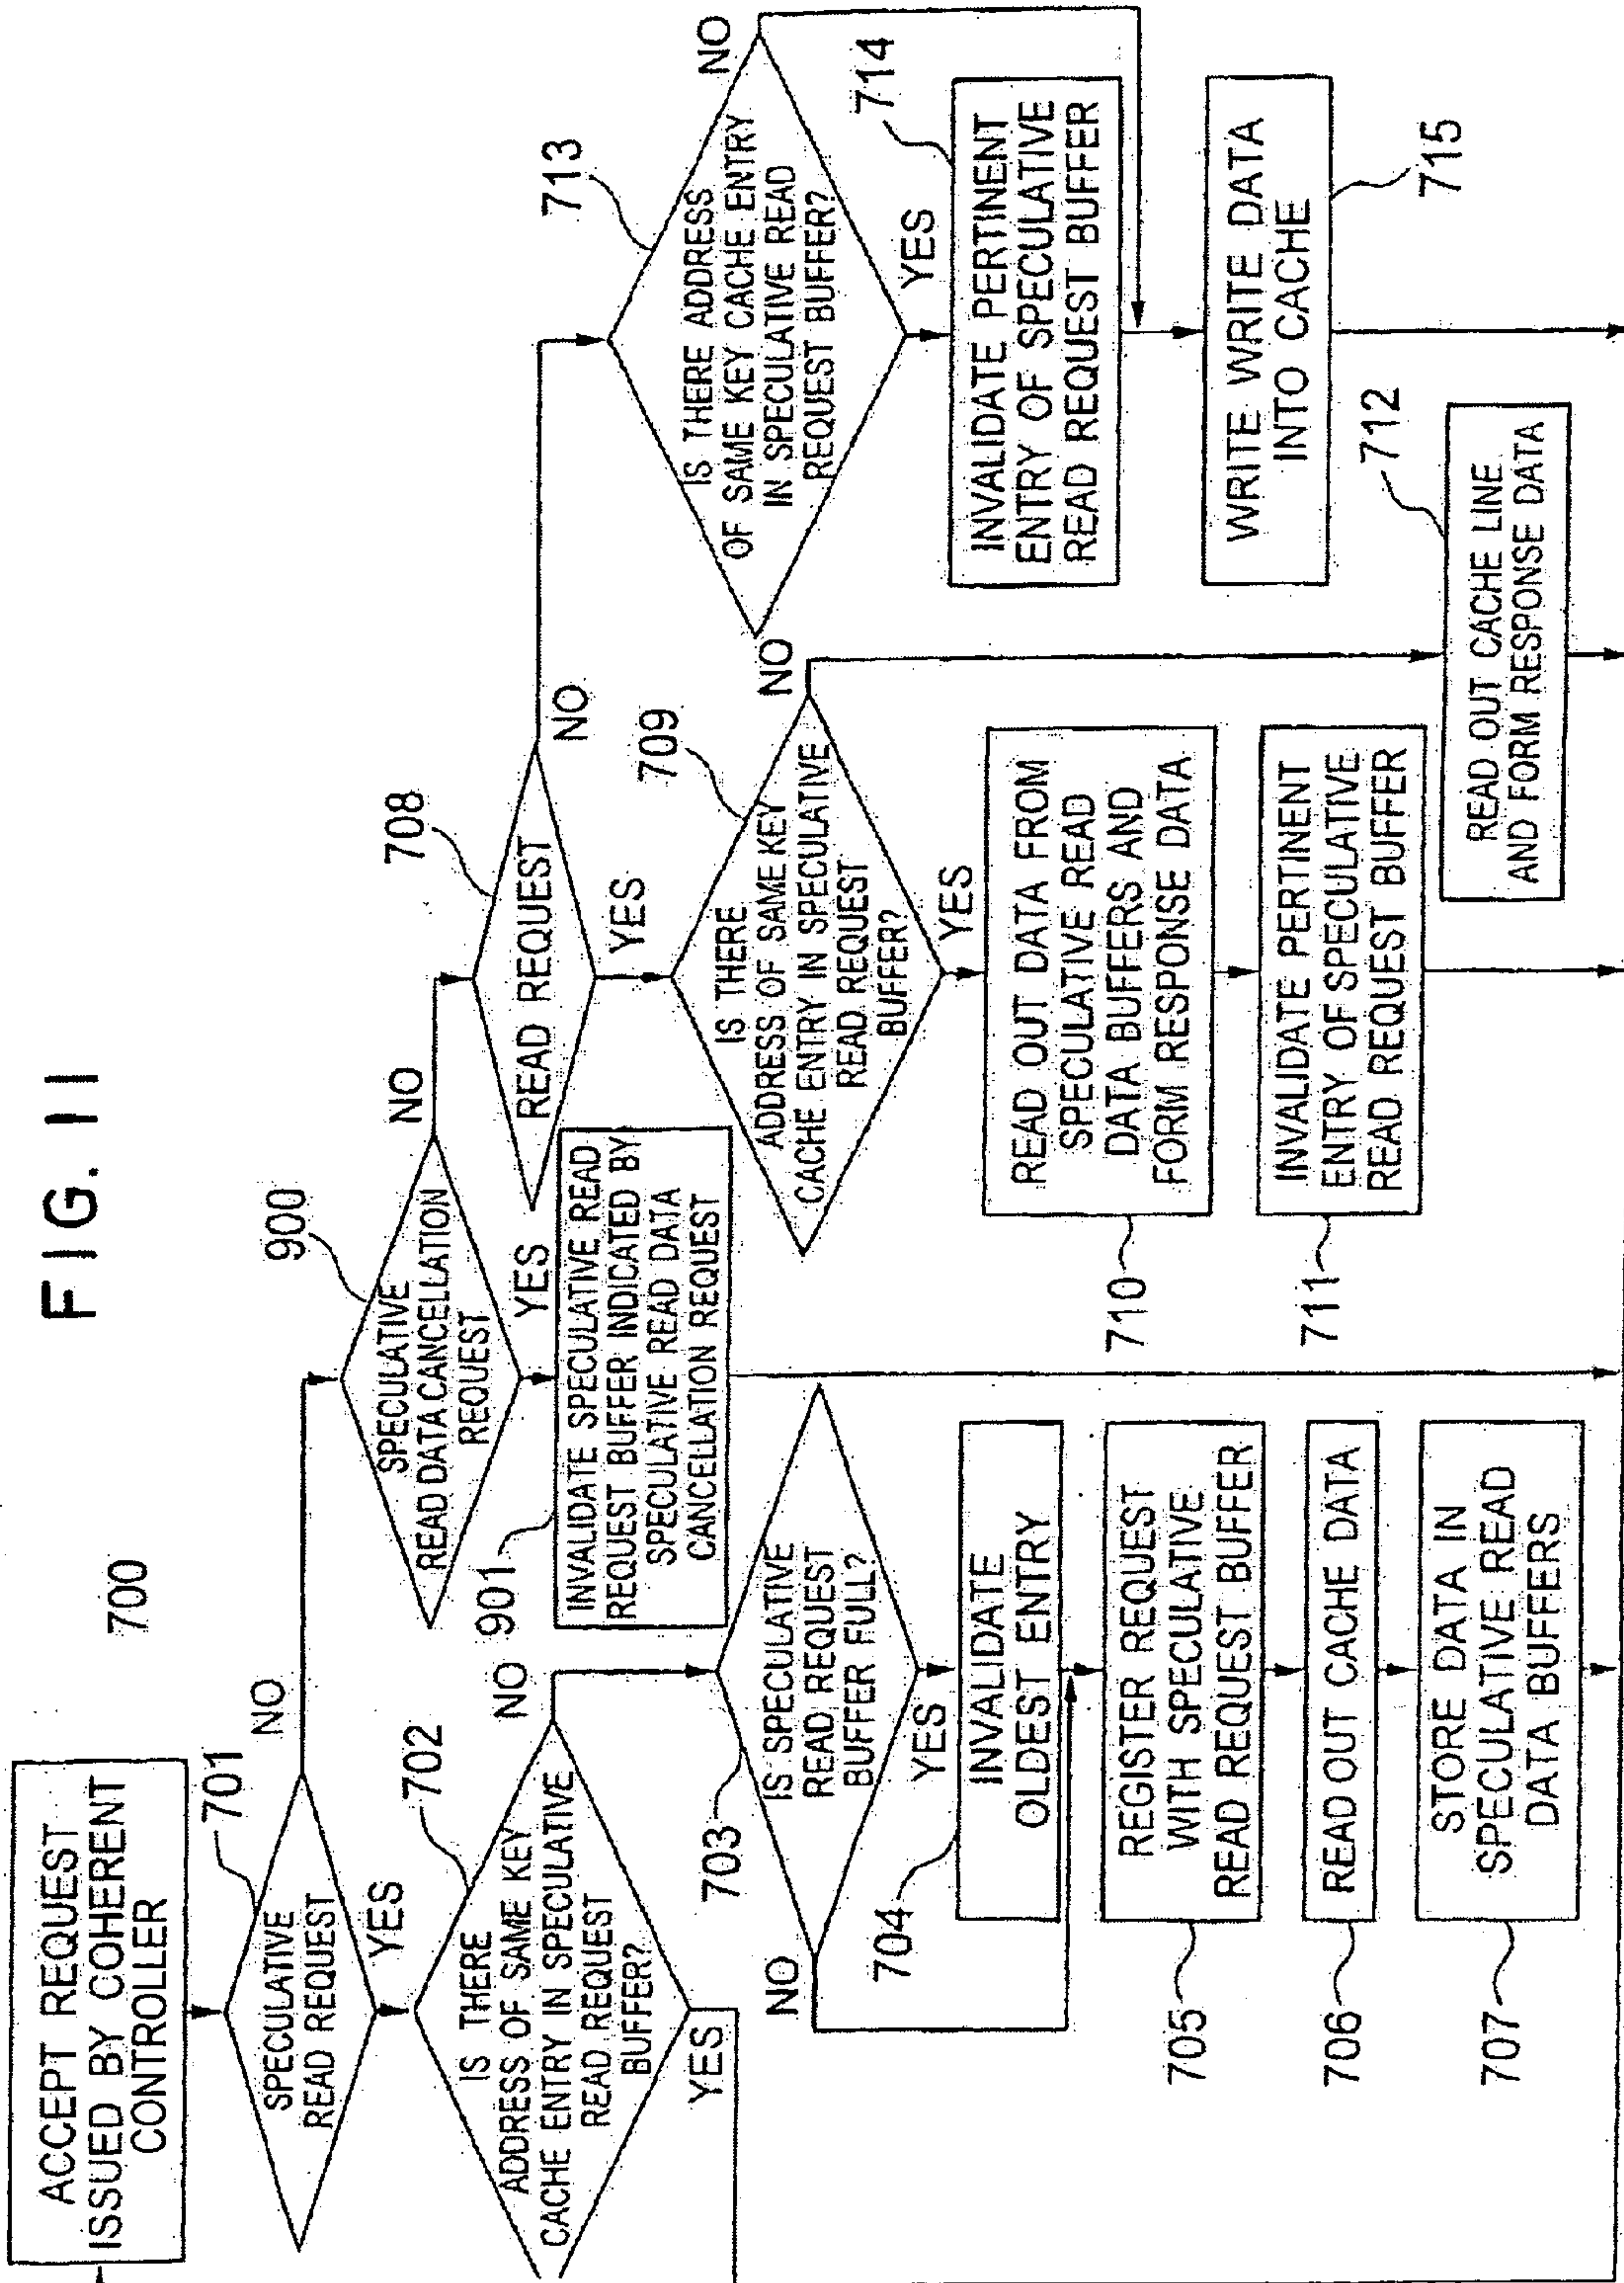 FIG. 11
700
ACCEPT REQUEST
ISSUED BY COHERENT
CONTROLLER
701
SPECULATIVE
READ REQUEST
NO
YES
702
IS THERE
ADDRESS OF SAME KEY
CACHE ENTRY IN SPECULATIVE
READ REQUEST
BUFFER?
NO
YES
703
IS SPECULATIVE
READ REQUEST
BUFFER FULL?
NO
YES
704
INVALIDATE
OLDEST ENTRY
705
REGISTER REQUEST
WITH SPECULATIVE
READ REQUEST BUFFER
706
READ OUT CACHE DATA
707
STORE DATA IN
SPECULATIVE READ
DATA BUFFERS
900
SPECULATIVE
READ DATA CANCELLATION
REQUEST
NO
YES
901
INVALIDATE SPECULATIVE READ
REQUEST BUFFER INDICATED BY
SPECULATIVE READ DATA
CANCELLATION REQUEST
708
READ REQUEST
NO
YES
709
IS THERE
ADDRESS OF SAME KEY
CACHE ENTRY IN SPECULATIVE
READ REQUEST
BUFFER?
NO
YES
710
READ OUT DATA FROM
SPECULATIVE READ
DATA BUFFERS AND
FORM RESPONSE DATA
711
INVALIDATE PERTINENT
ENTRY OF SPECULATIVE
READ REQUEST BUFFER
712
READ OUT CACHE LINE
AND FORM RESPONSE DATA
713
IS THERE ADDRESS
OF SAME KEY CACHE ENTRY
IN SPECULATIVE READ
REQUEST BUFFER?
NO
YES
714
INVALIDATE PERTINENT
ENTRY OF SPECULATIVE
READ REQUEST BUFFER
715
WRITE WRITE DATA
INTO CACHE